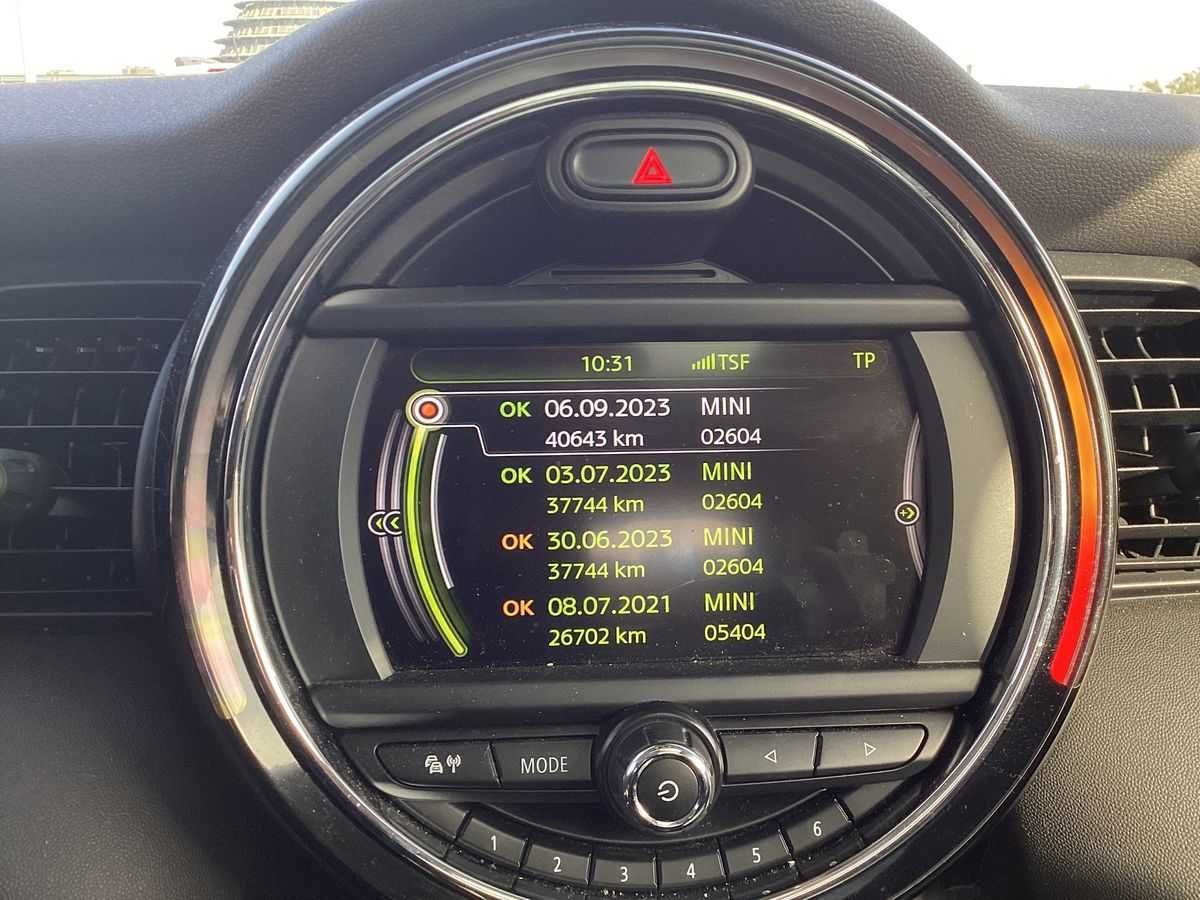 10:31 TSF TP
OK 06.09.2023 MINI
40643 km 02604
OK 03.07.2023 MINI
37744 km 02604
OK 30.06.2023 MINI
37744 km 02604
OK 08.07.2021 MINI
26702 km 05404
MODE
1 2 3 4 5 6